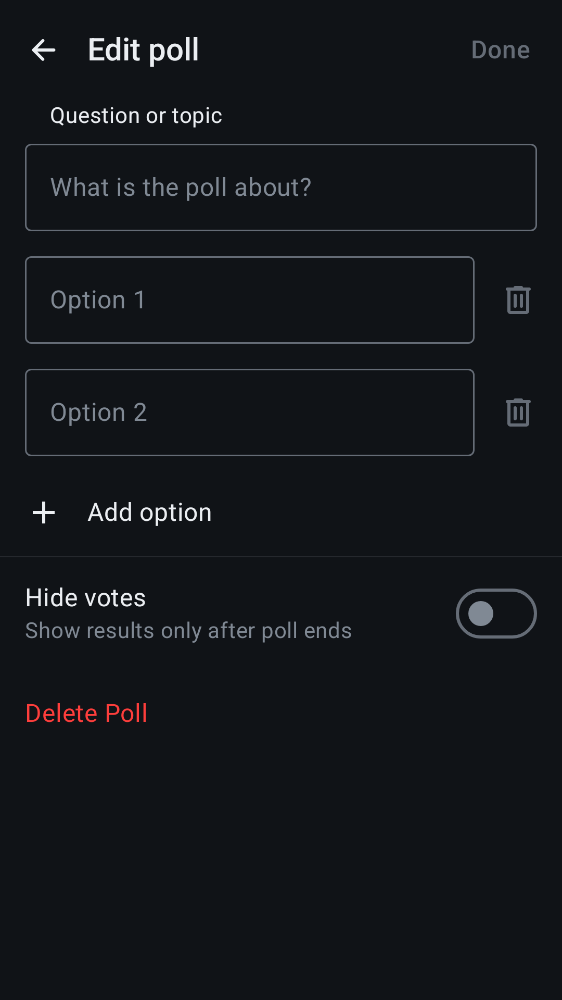 Edit poll
Done
Question or topic
What is the poll about?
Option 1
Option 2
Add option
Hide votes
Show results only after poll ends
Delete Poll